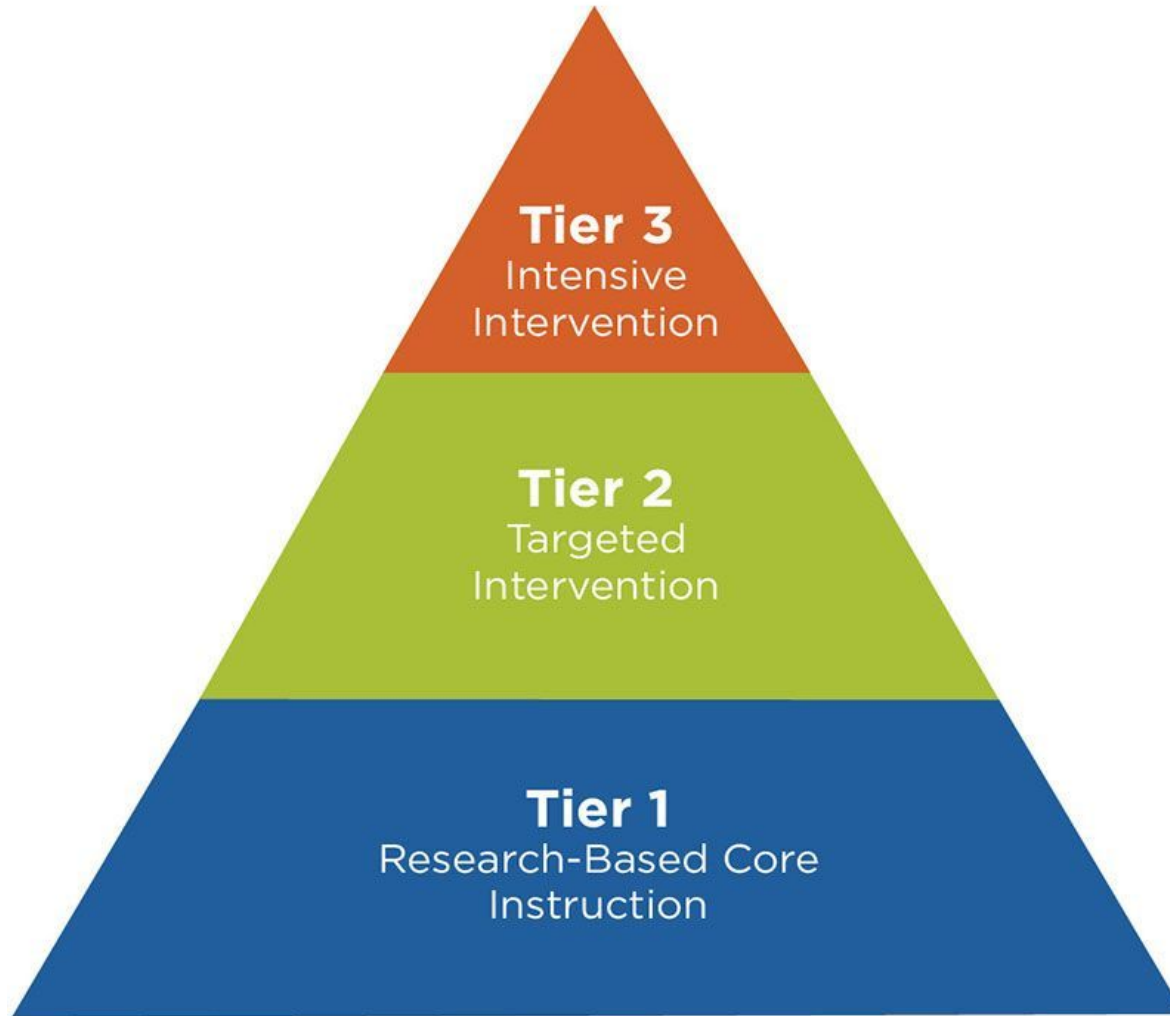 Tier 3
Intensive
Intervention
Tier 2
Targeted
Intervention
Tier 1
Research-Based Core
Instruction